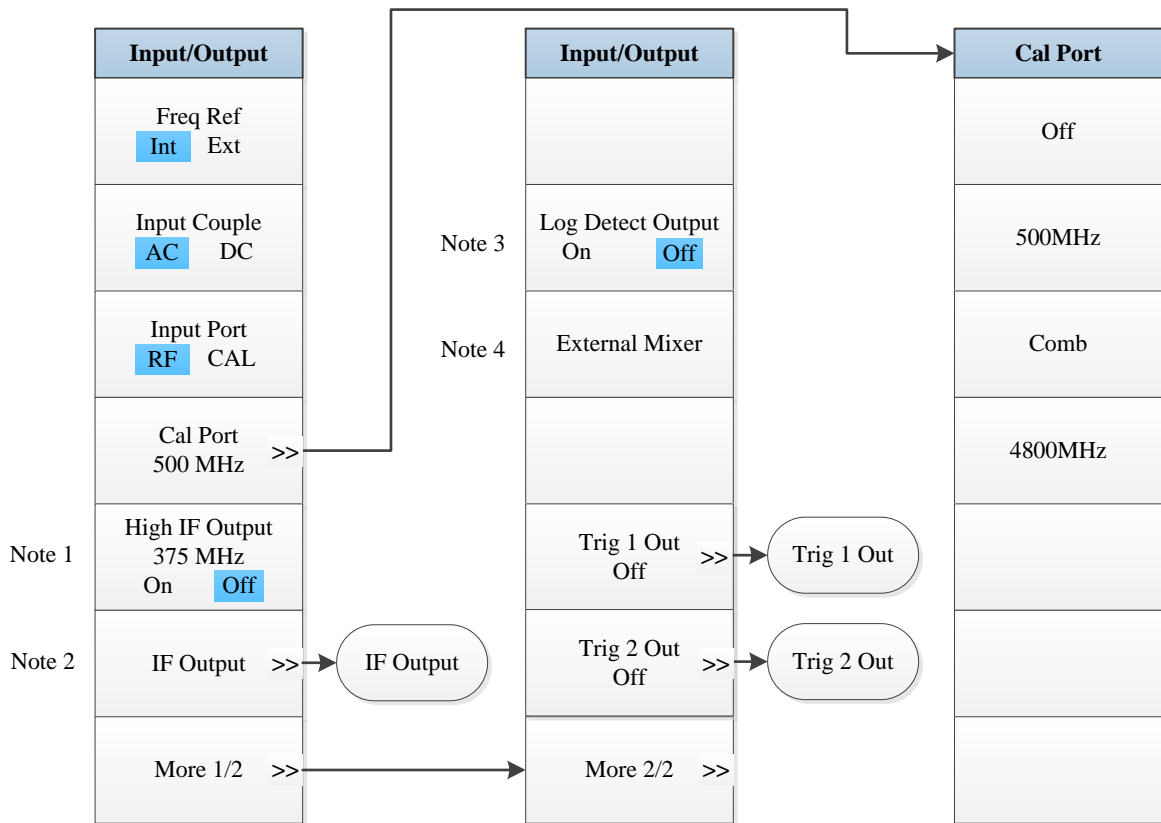 Input/Output
Freq Ref
Int Ext
Input Couple
AC DC
Input Port
RF CAL
Cal Port
500 MHz >>
Note 1
High IF Output
375 MHz
On Off
Note 2
IF Output >>
IF Output
More 1/2 >>
Input/Output
Note 3
Log Detect Output
On Off
Note 4
External Mixer
Trig 1 Out
Off >>
Trig 1 Out
Trig 2 Out
Off >>
Trig 2 Out
More 2/2 >>
Cal Port
Off
500MHz
Comb
4800MHz